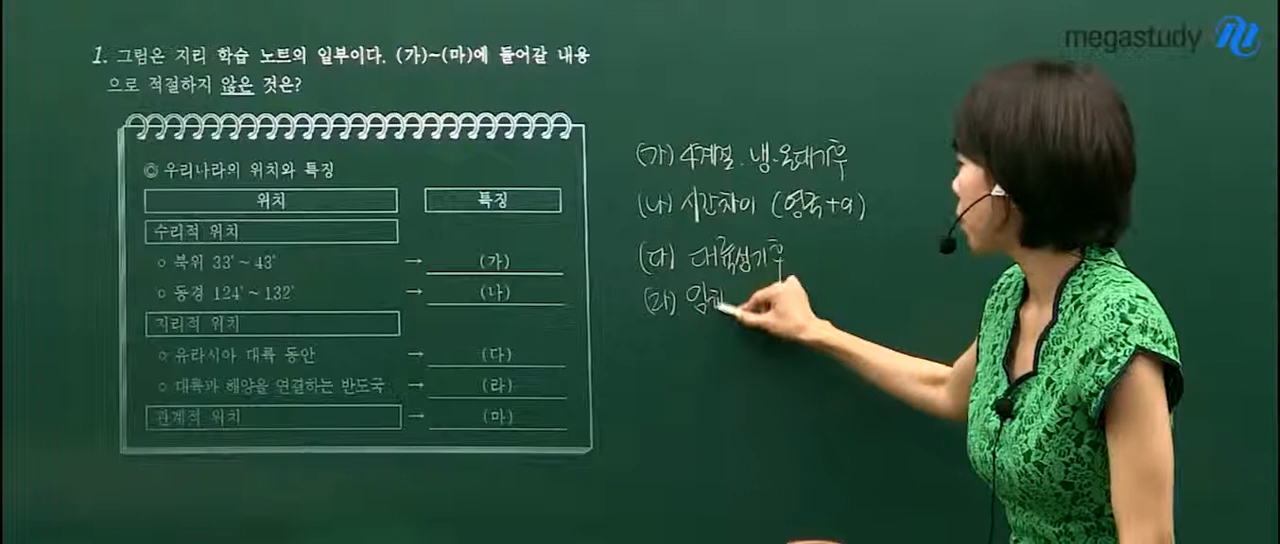 megastudy
1. 그림은 지리 학습 노트의 일부이다. (가)~(마)에 들어갈 내용
으로 적절하지 않은 것은?
◎ 우리나라의 위치와 특징
위치 특징
수리적 위치
○ 북위 33°~43° → (가)
○ 동경 124°~132° → (나)
지리적 위치
○ 유라시아 대륙 동안 → (다)
○ 대륙과 해양을 연결하는 반도국 → (라)
관계적 위치 → (마)
(가) 4계절. 냉·온대기후
(나) 시간차이 (영국+9)
(다) 대륙성기후
(라) 임해